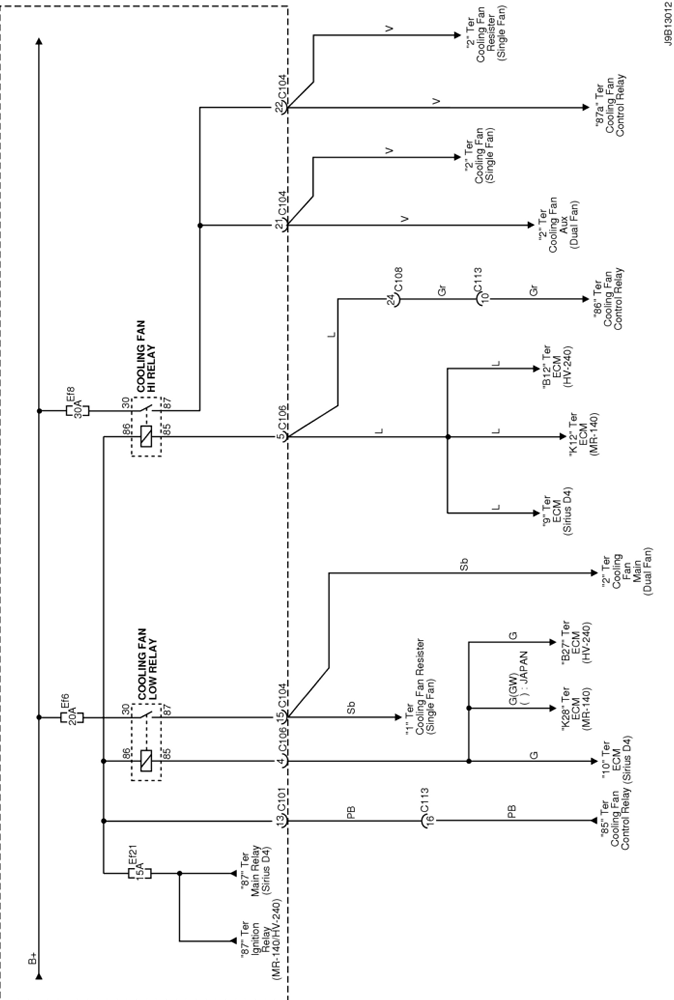 J9B13012
B+
Ef6
20A
Ef8
30A
Ef21
15A
COOLING FAN
LOW RELAY
86
30
85
87
COOLING FAN
HI RELAY
86
30
85
87
13
C101
4
C106
15
C104
5
C106
21
C104
22
C104
"87" Ter
Ignition
Relay
(MR-140/HV-240)
"87" Ter
Main Relay
(Sirius D4)
PB
16
C113
PB
"85" Ter
Cooling Fan
Control Relay
G
"10" Ter
ECM
(Sirius D4)
G(GW)
( ) : JAPAN
"K28" Ter
ECM
(MR-140)
G
"B27" Ter
ECM
(HV-240)
Sb
"1" Ter
Cooling Fan Resister
(Single Fan)
Sb
"2" Ter
Cooling
Fan
Main
(Dual Fan)
L
L
"9" Ter
ECM
(Sirius D4)
L
"K12" Ter
ECM
(MR-140)
L
"B12" Ter
ECM
(HV-240)
L
24
C108
Gr
10
C113
Gr
"86" Ter
Cooling Fan
Control Relay
V
"2" Ter
Cooling Fan
Aux
(Dual Fan)
V
"2" Ter
Cooling Fan
(Single Fan)
V
"87a" Ter
Cooling Fan
Control Relay
V
"2" Ter
Cooling Fan
Resister
(Single Fan)